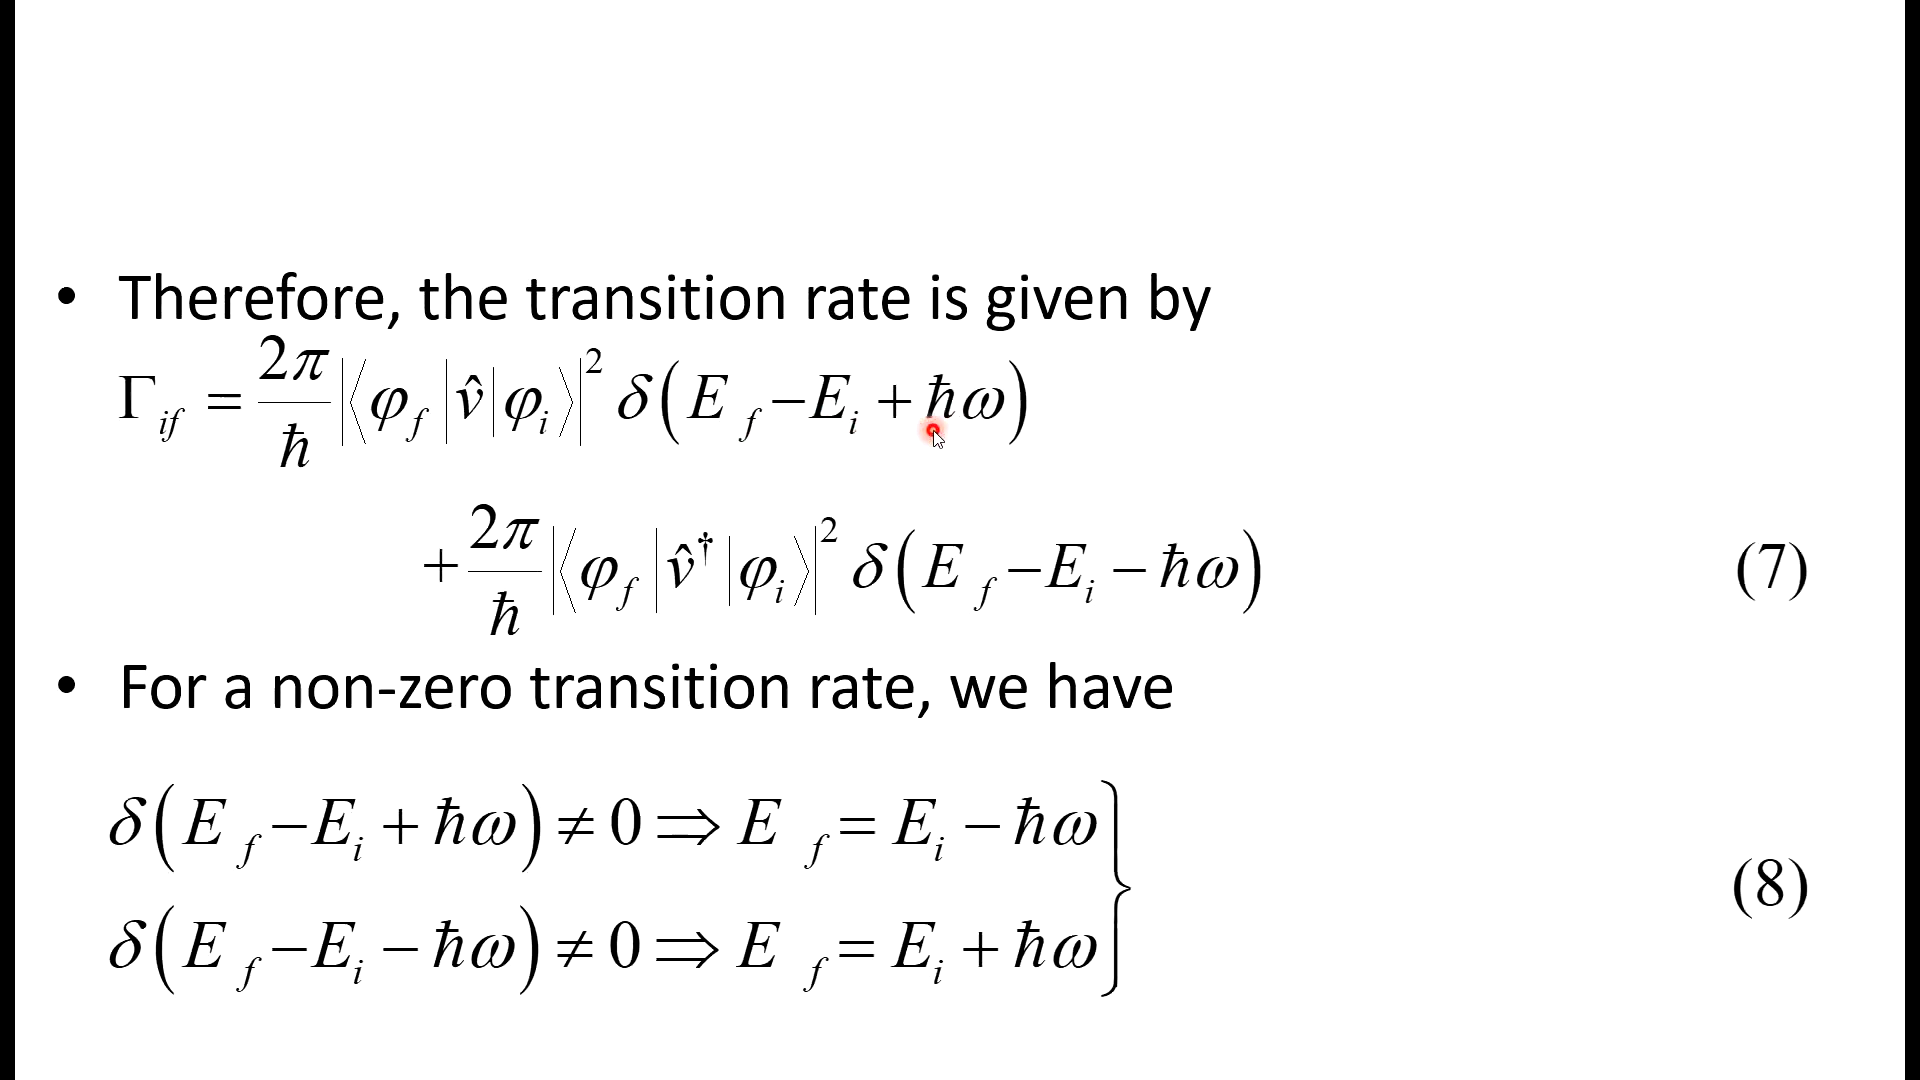 • Therefore, the transition rate is given by
Γ_if = 2π/ħ |⟨φ_f|v̂|φ_i⟩|² δ(E_f − E_i + ħω)
+ 2π/ħ |⟨φ_f|v̂†|φ_i⟩|² δ(E_f − E_i − ħω) (7)
• For a non-zero transition rate, we have
δ(E_f − E_i + ħω) ≠ 0 ⇒ E_f = E_i − ħω
δ(E_f − E_i − ħω) ≠ 0 ⇒ E_f = E_i + ħω } (8)